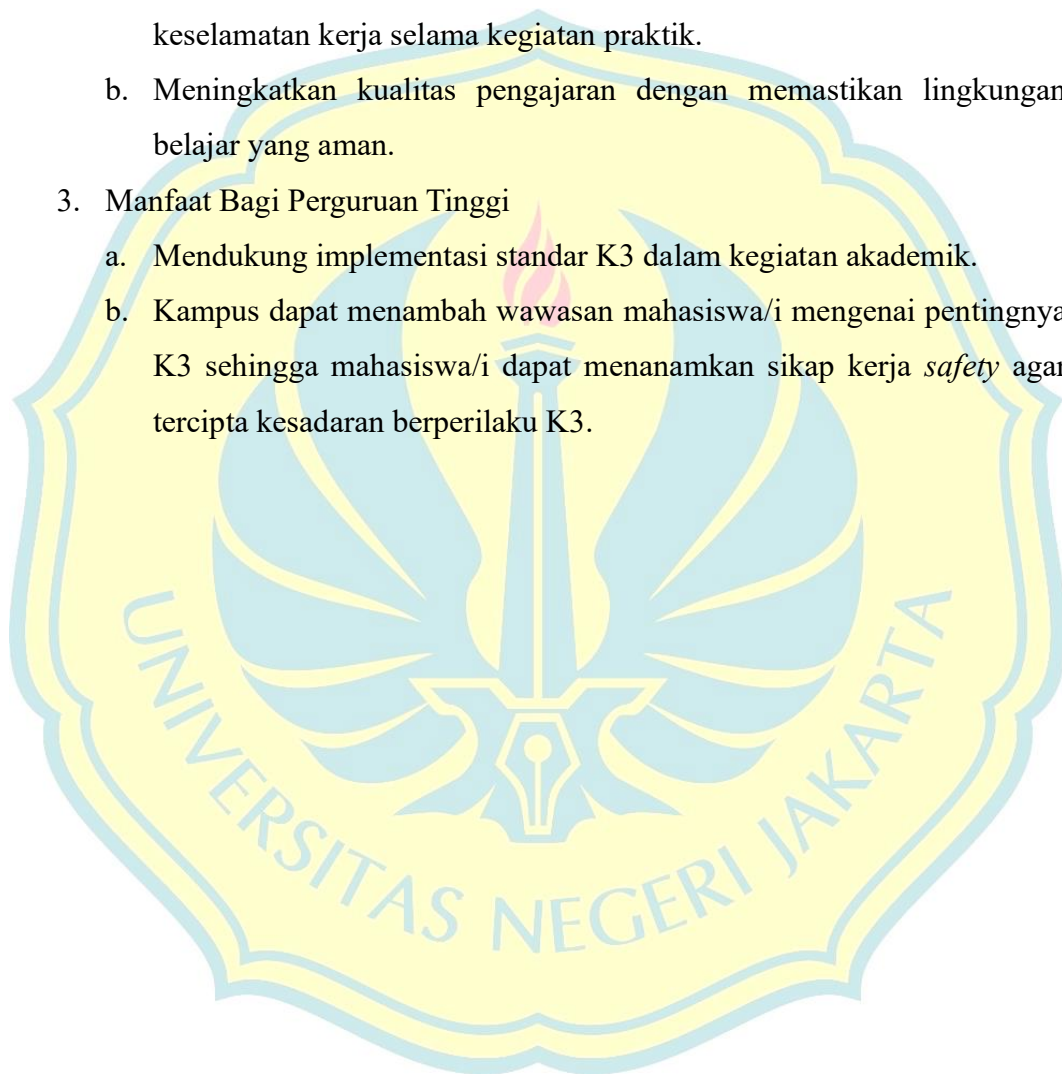 keselamatan kerja selama kegiatan praktik.
b. Meningkatkan kualitas pengajaran dengan memastikan lingkungan
belajar yang aman.
3. Manfaat Bagi Perguruan Tinggi
a. Mendukung implementasi standar K3 dalam kegiatan akademik.
b. Kampus dapat menambah wawasan mahasiswa/i mengenai pentingnya
K3 sehingga mahasiswa/i dapat menanamkan sikap kerja safety agar
tercipta kesadaran berperilaku K3.
UNIVERSITAS NEGERI JAKARTA